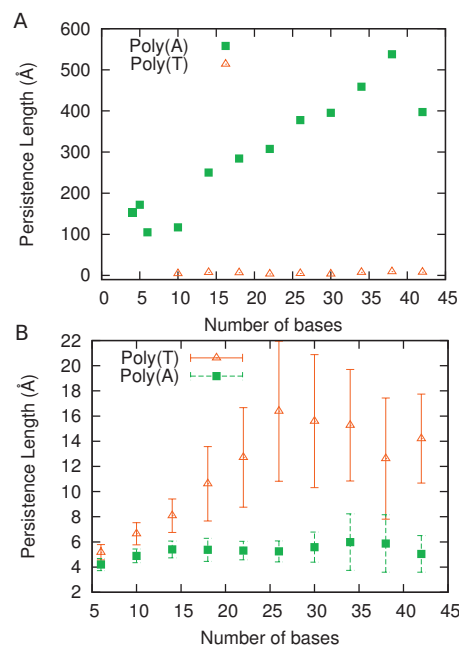 A
Persistence Length (Å)
600
500
400
300
200
100
0
Poly(A)
Poly(T)
0 5 10 15 20 25 30 35 40 45
Number of bases
B
Persistence Length (Å)
22
20
18
16
14
12
10
8
6
4
2
Poly(T)
Poly(A)
5 10 15 20 25 30 35 40 45
Number of bases